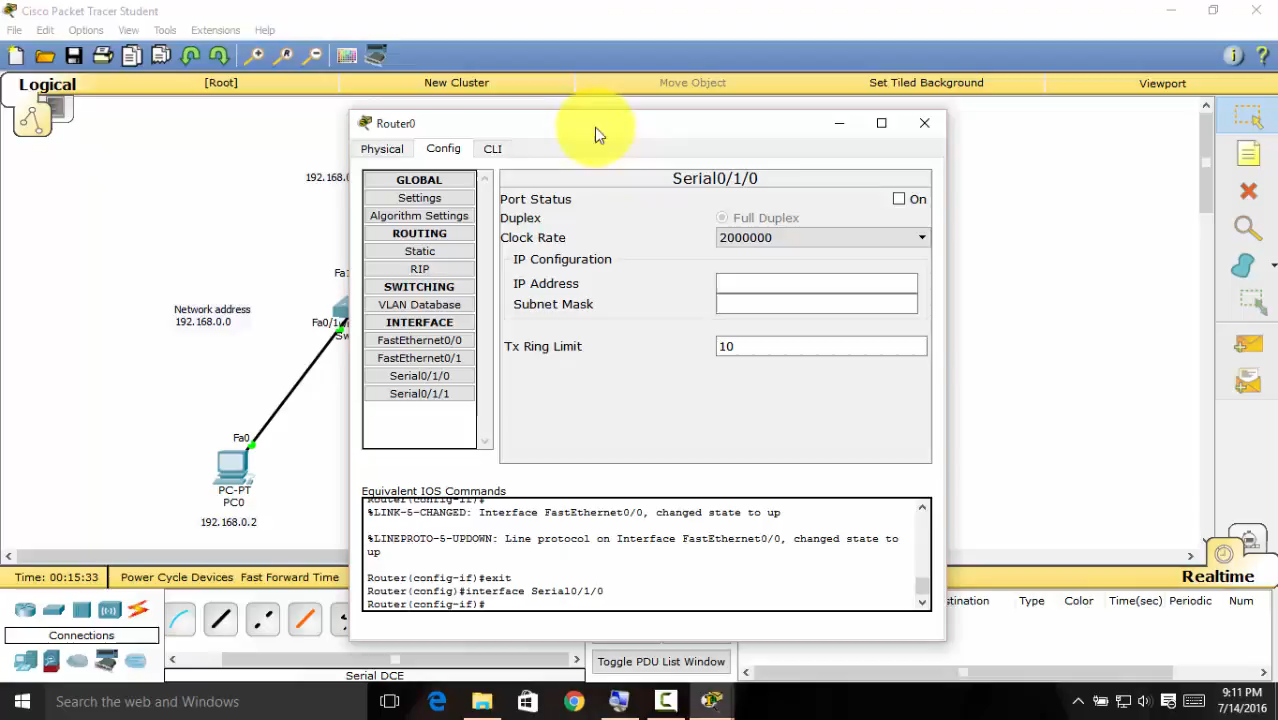 Cisco Packet Tracer Student
File Edit Options View Tools Extensions Help
Logical
[Root]
New Cluster
Move Object
Set Tiled Background
Viewport
Router0
Physical Config CLI
GLOBAL
Settings
Algorithm Settings
ROUTING
Static
RIP
SWITCHING
VLAN Database
INTERFACE
FastEthernet0/0
FastEthernet0/1
Serial0/1/0
Serial0/1/1
Serial0/1/0
Port Status On
Duplex Full Duplex
Clock Rate 2000000
IP Configuration
IP Address
Subnet Mask
Tx Ring Limit 10
Equivalent IOS Commands
Router(config-if)#
%LINK-5-CHANGED: Interface FastEthernet0/0, changed state to up
%LINEPROTO-5-UPDOWN: Line protocol on Interface FastEthernet0/0, changed state to
up
Router(config-if)#exit
Router(config)#interface Serial0/1/0
Router(config-if)#
192.168.0
Fa
Network address
192.168.0.0
Fa0/1
Sw
Fa0
PC-PT
PC0
192.168.0.2
Time: 00:15:33 Power Cycle Devices Fast Forward Time
Realtime
Connections
Serial DCE
Toggle PDU List Window
stination Type Color Time(sec) Periodic Num
Search the web and Windows
9:11 PM
7/14/2016